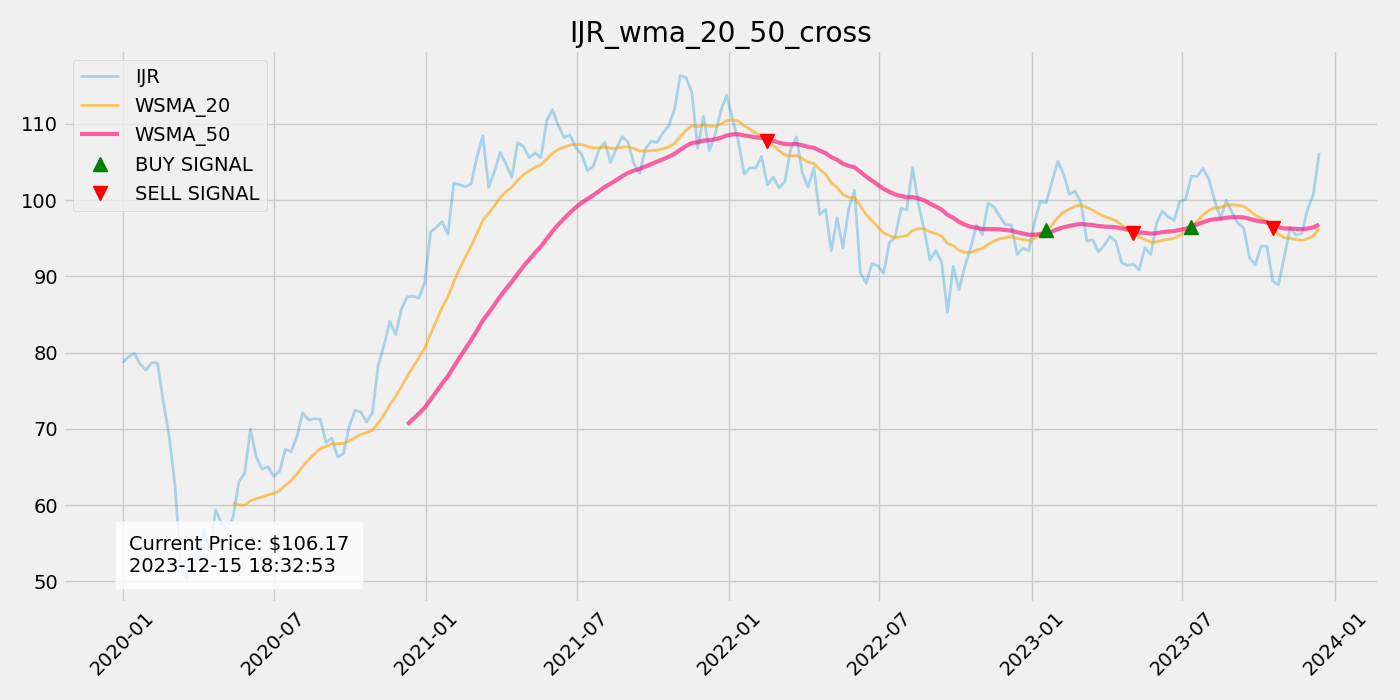 IJR_wma_20_50_cross
IJR
WSMA_20
WSMA_50
BUY SIGNAL
SELL SIGNAL
110
100
90
80
70
60
50
Current Price: $106.17
2023-12-15 18:32:53
2020-01
2020-07
2021-01
2021-07
2022-01
2022-07
2023-01
2023-07
2024-01